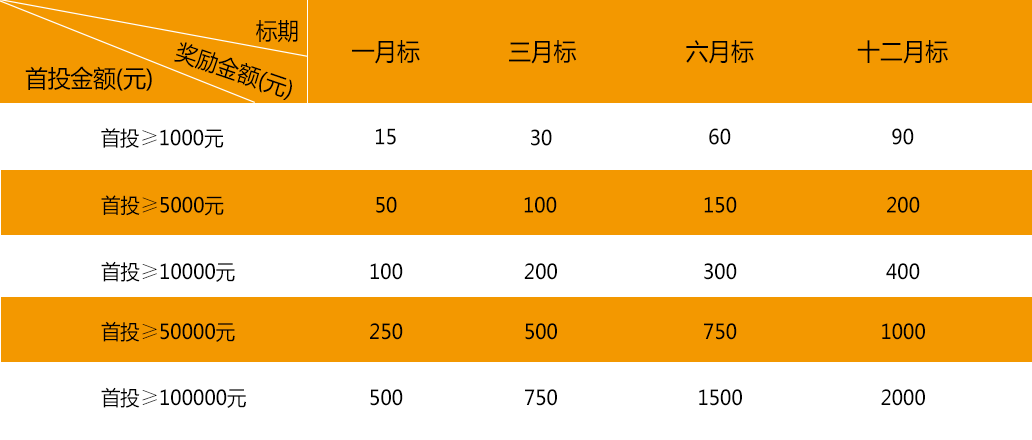 标期
奖励金额(元)
首投金额(元)
一月标 三月标 六月标 十二月标
首投≥1000元 15 30 60 90
首投≥5000元 50 100 150 200
首投≥10000元 100 200 300 400
首投≥50000元 250 500 750 1000
首投≥100000元 500 750 1500 2000